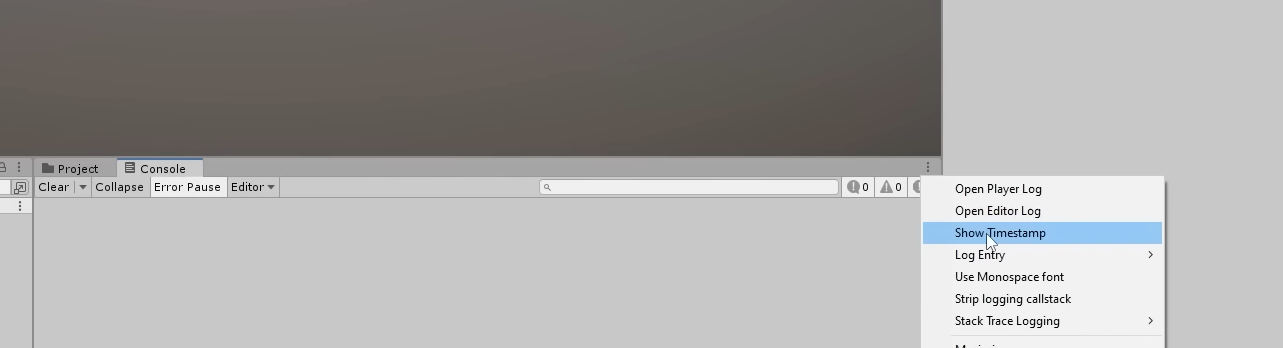 Project Console
Clear Collapse Error Pause Editor 0 0
Open Player Log
Open Editor Log
Show Timestamp
Log Entry
Use Monospace font
Strip logging callstack
Stack Trace Logging